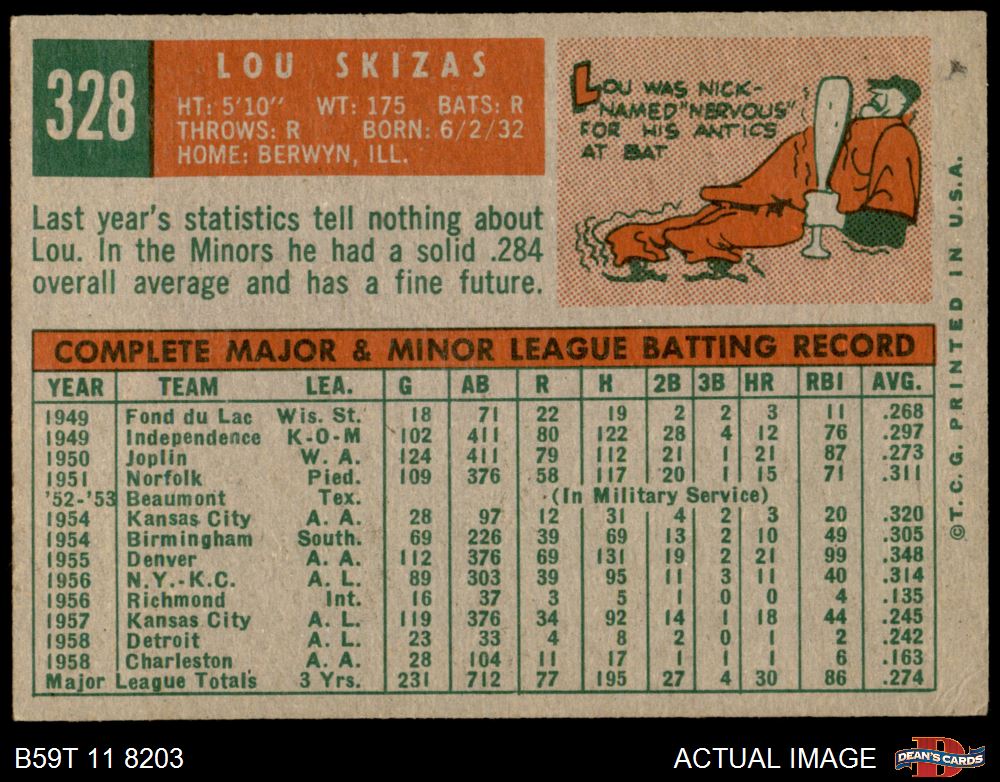 328
LOU SKIZAS
HT: 5'10" WT: 175 BATS: R
THROWS: R BORN: 6/2/32
HOME: BERWYN, ILL.
LOU WAS NICK-
NAMED "NERVOUS"
FOR HIS ANTICS
AT BAT
Last year's statistics tell nothing about
Lou. In the Minors he had a solid .284
overall average and has a fine future.
COMPLETE MAJOR & MINOR LEAGUE BATTING RECORD
YEAR TEAM LEA. G AB R H 2B 3B HR RBI AVG.
1949 Fond du Lac Wis. St. 18 71 22 19 2 2 3 11 .268
1949 Independence K-O-M 102 411 80 122 28 4 12 76 .297
1950 Joplin W. A. 124 411 79 112 21 1 21 87 .273
1951 Norfolk Pied. 109 376 58 117 20 1 15 71 .311
'52-'53 Beaumont Tex. (In Military Service)
1954 Kansas City A. A. 28 97 12 31 4 2 3 20 .320
1954 Birmingham South. 69 226 39 69 13 2 10 49 .305
1955 Denver A. A. 112 376 69 131 19 2 21 99 .348
1956 N.Y.-K.C. A. L. 89 303 39 95 11 3 11 40 .314
1956 Richmond Int. 16 37 3 5 1 0 0 4 .135
1957 Kansas City A. L. 119 376 34 92 14 1 18 44 .245
1958 Detroit A. L. 23 33 4 8 2 0 1 2 .242
1958 Charleston A. A. 28 104 11 17 1 1 1 6 .163
Major League Totals 3 Yrs. 231 712 77 195 27 4 30 86 .274
©T.C.G. PRINTED IN U.S.A.
B59T 11 8203
ACTUAL IMAGE
D
DEAN'S CARDS